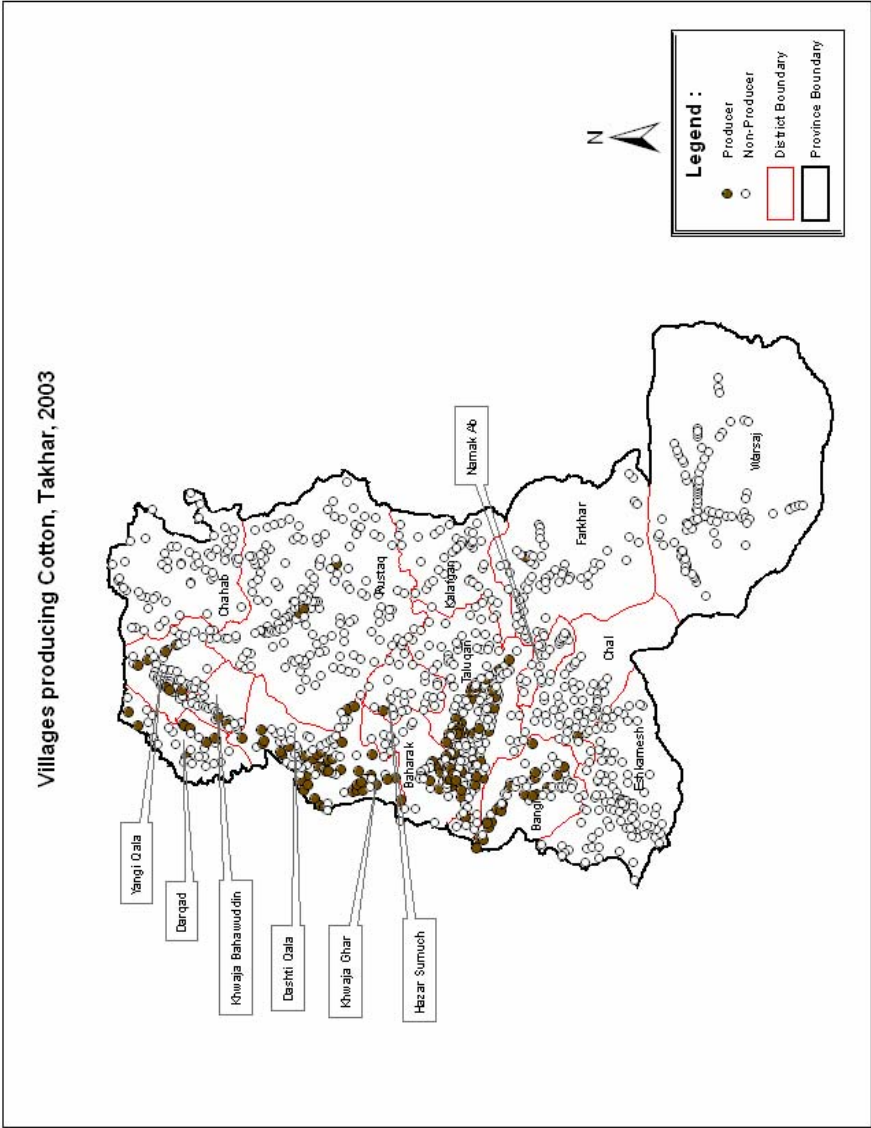 Villages producing Cotton, Takhar, 2003
Yangi Qala
Darqad
Khwaja Bahawuddin
Dashti Qala
Khwaja Ghar
Hazar Sumuch
Namak Ab
Chahab
Rustaq
Kalafgan
Taluqan
Baharak
Bangi
Farkhar
Chal
Eshkamesh
Warsaj
N
Legend :
Producer
Non-Producer
District Boundary
Province Boundary